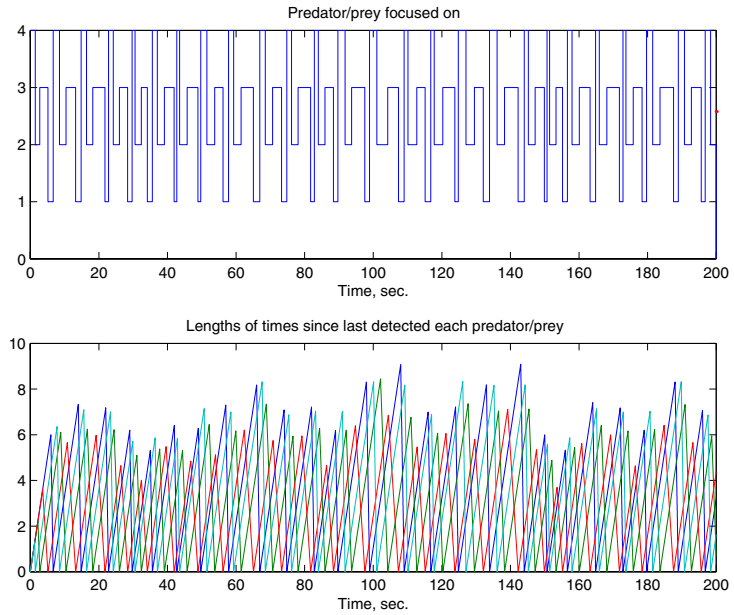 Predator/prey focused on
4
3
2
1
0
0 20 40 60 80 100 120 140 160 180 200
Time, sec.
Lengths of times since last detected each predator/prey
10
8
6
4
2
0
0 20 40 60 80 100 120 140 160 180 200
Time, sec.